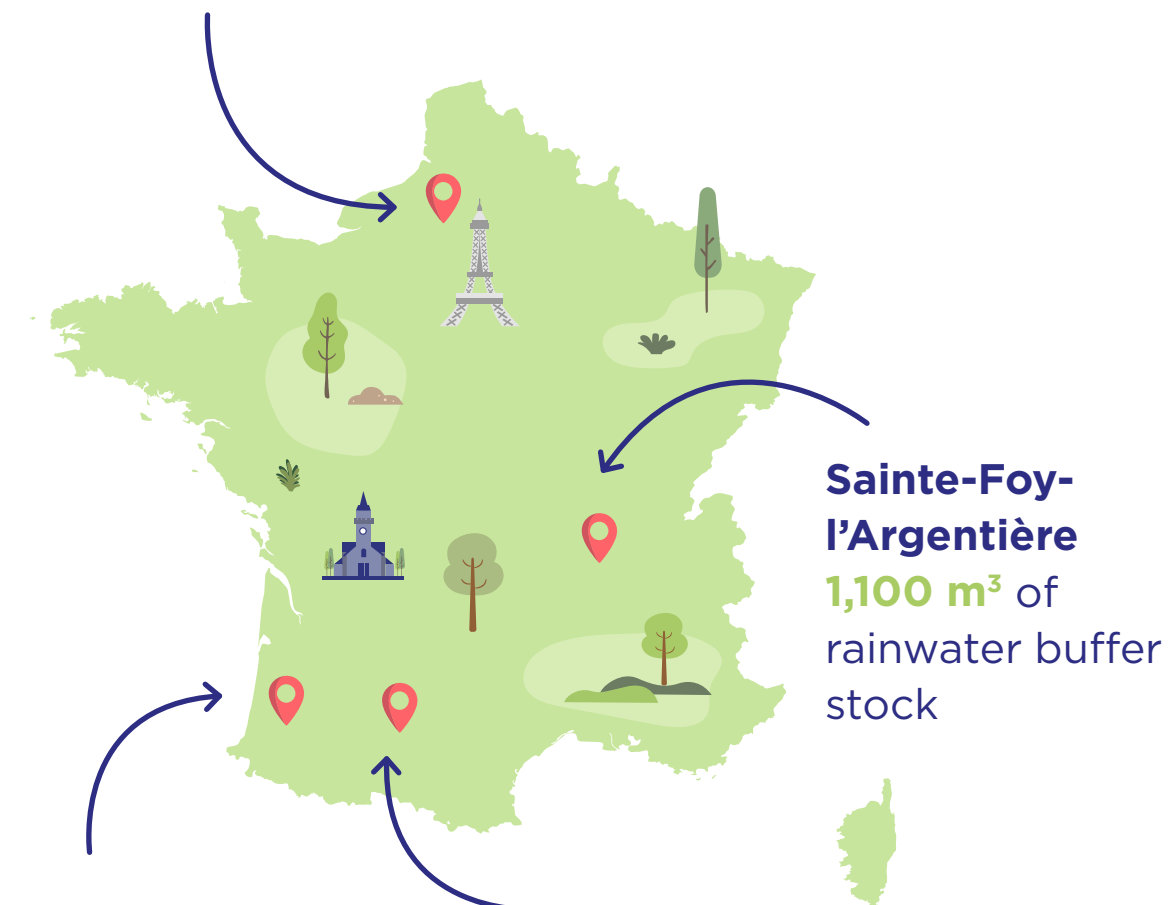 Sainte-Foy-
l’Argentière
1,100 m³ of
rainwater buffer
stock